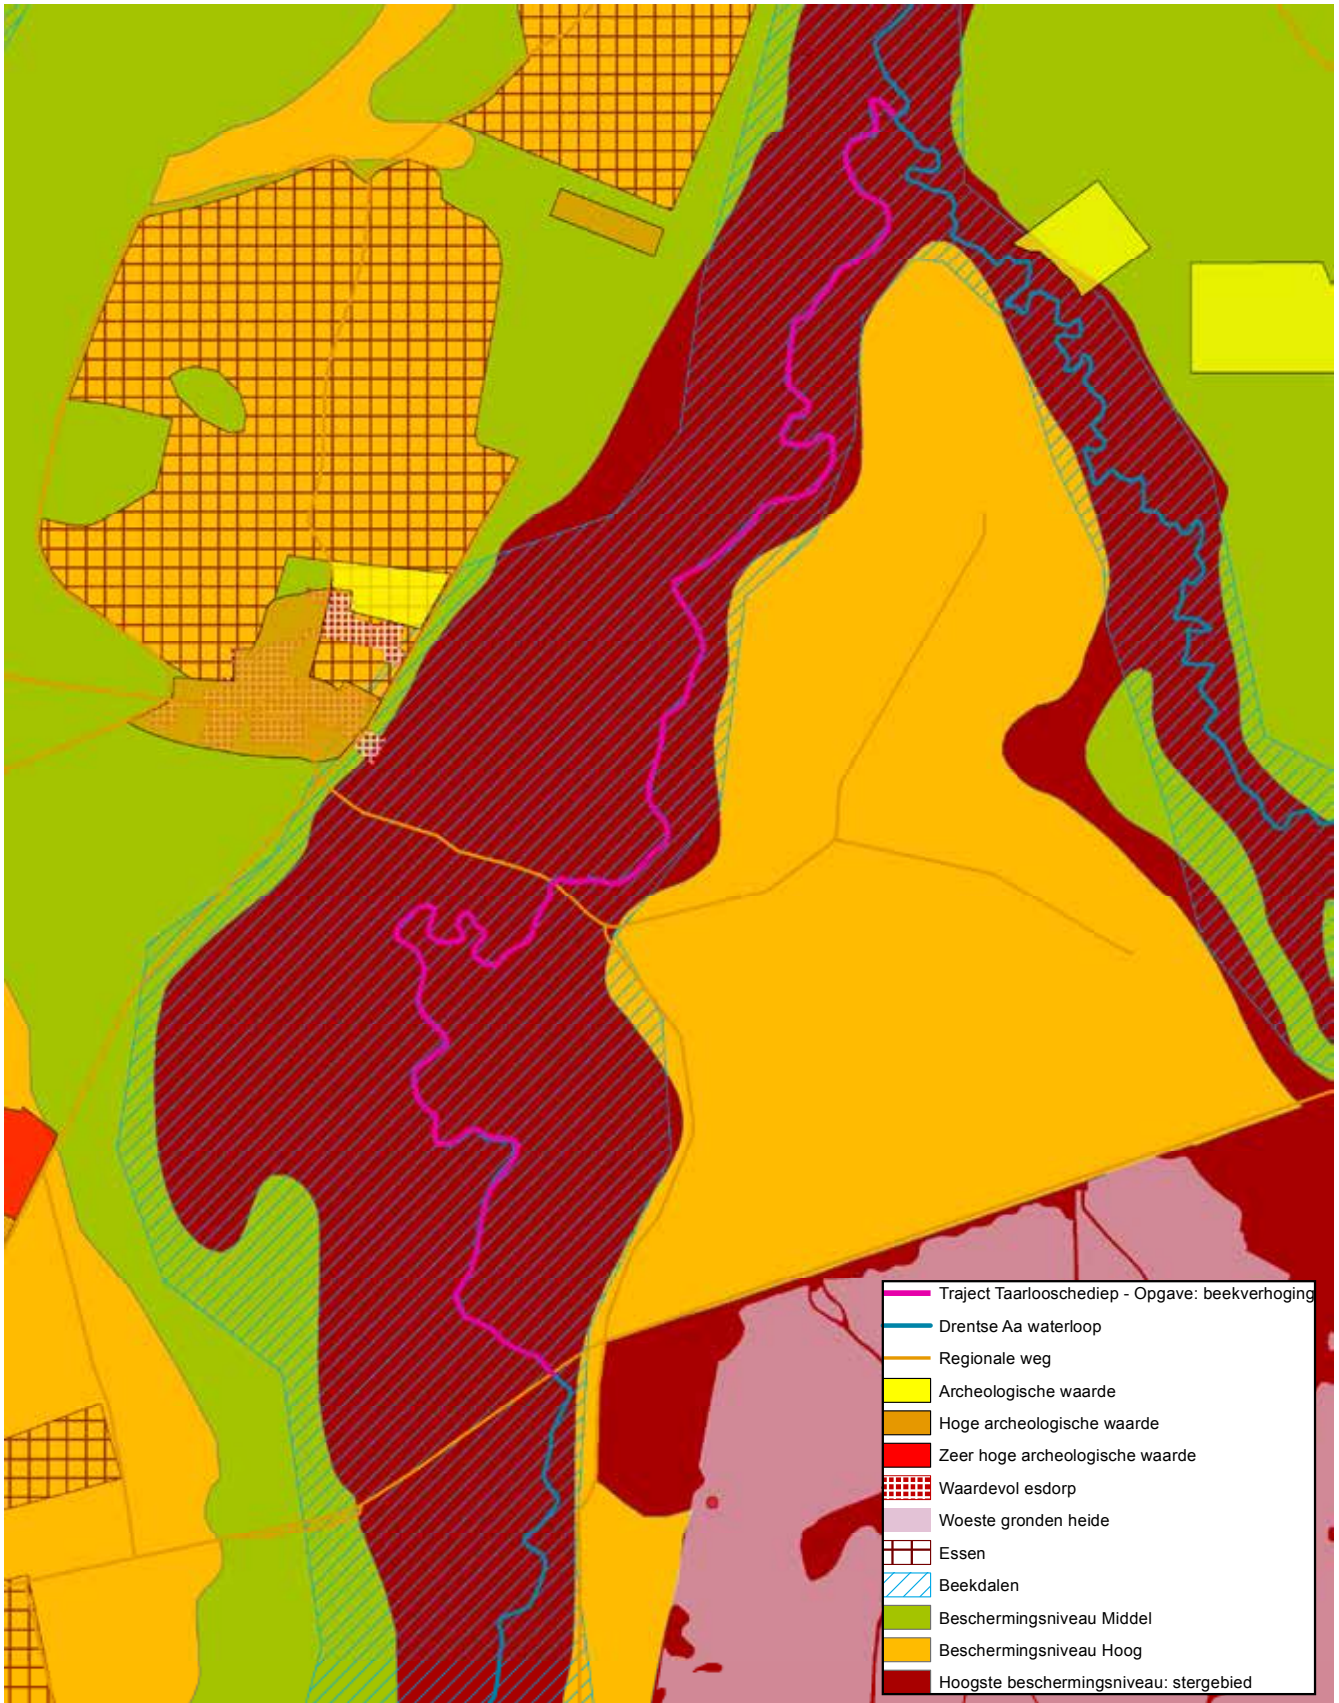 Traject Taarlooschediep - Opgave: beekverhoging
Drentse Aa waterloop
Regionale weg
Archeologische waarde
Hoge archeologische waarde
Zeer hoge archeologische waarde
Waardevol esdorp
Woeste gronden heide
Essen
Beekdalen
Beschermingsniveau Middel
Beschermingsniveau Hoog
Hoogste beschermingsniveau: stergebied